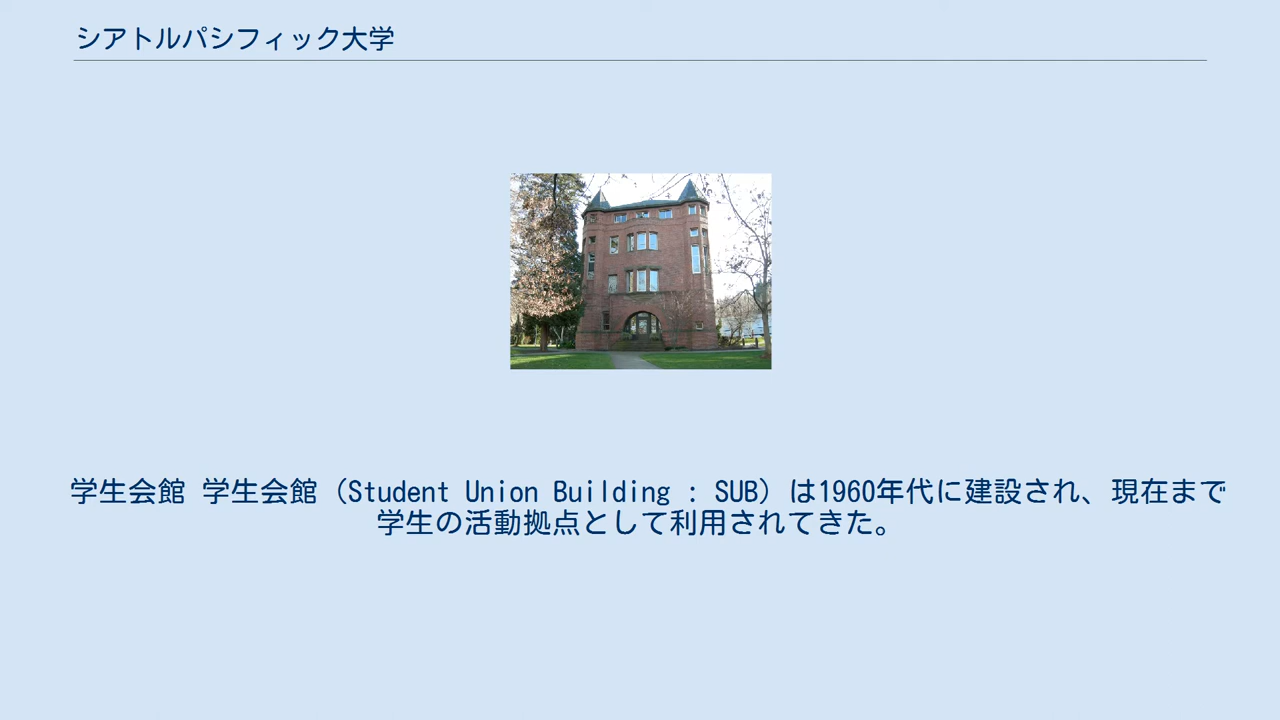 シアトルパシフィック大学
学生会館 学生会館（Student Union Building : SUB）は1960年代に建設され、現在まで
学生の活動拠点として利用されてきた。